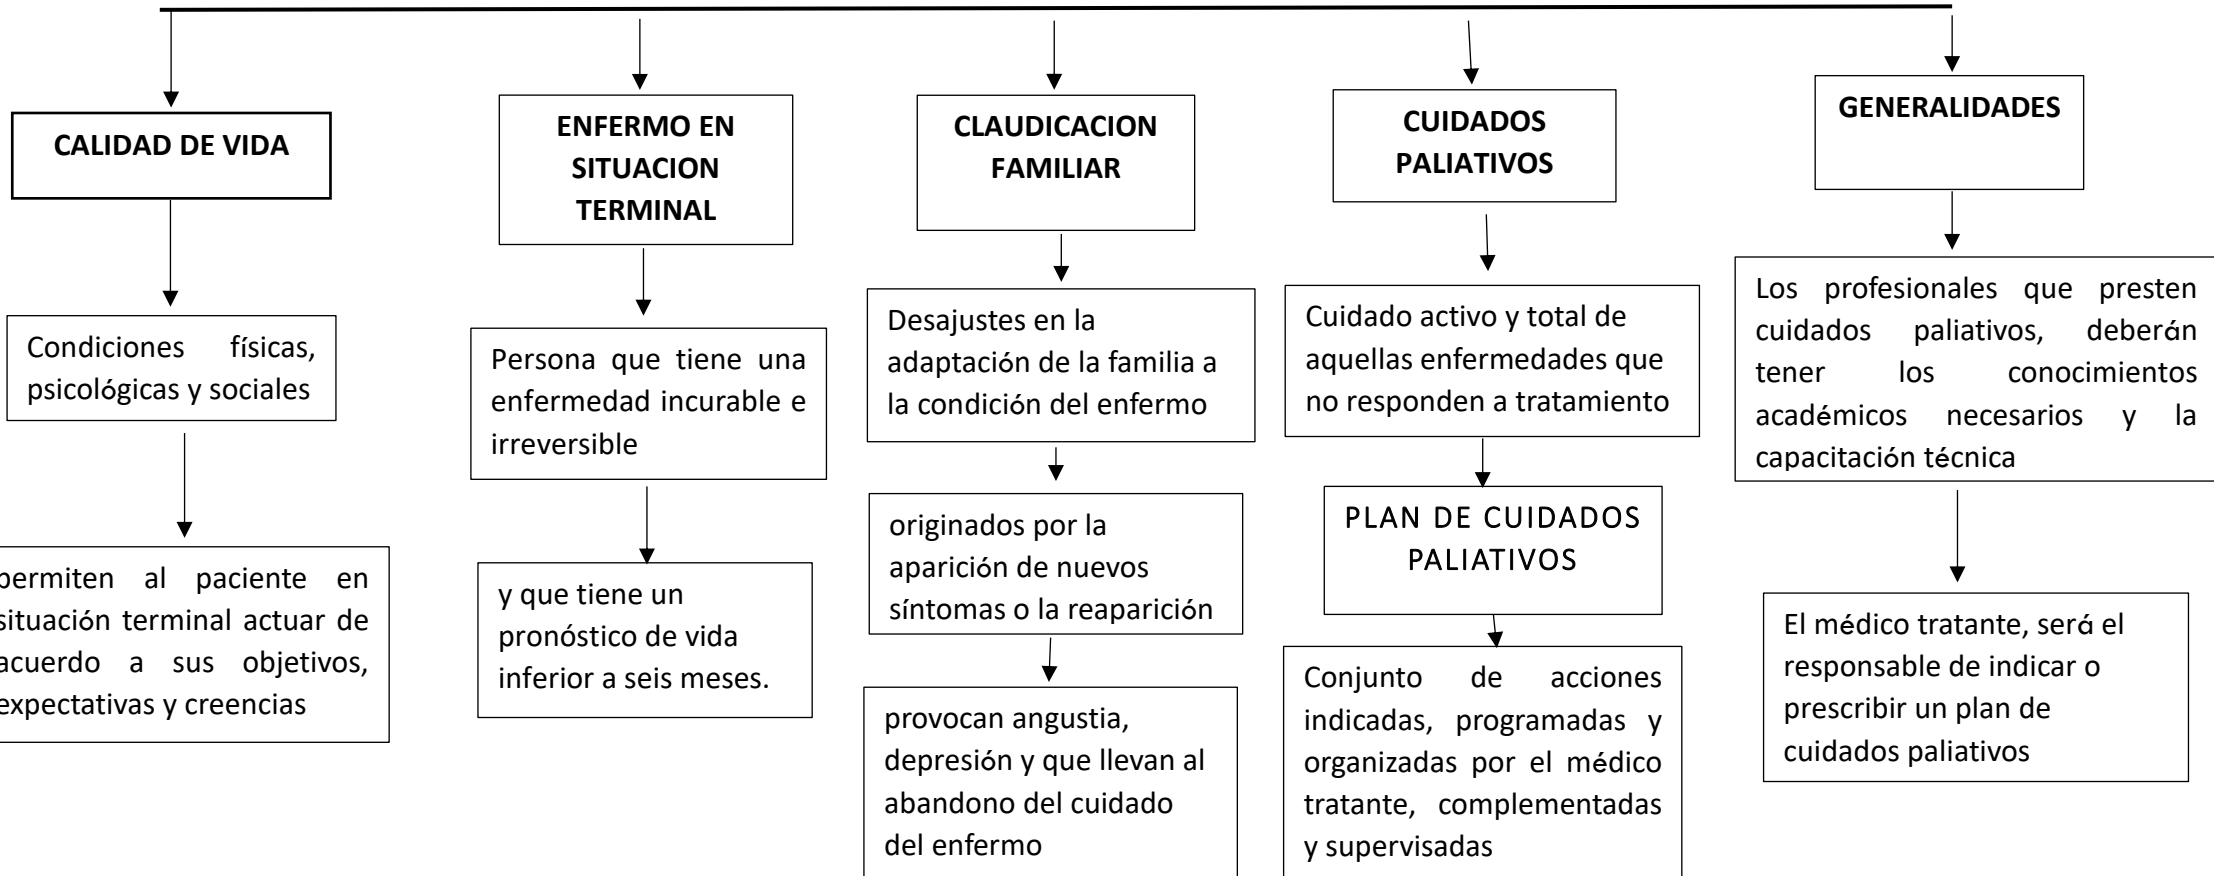 CALIDAD DE VIDA
Condiciones físicas,
psicológicas y sociales
permiten al paciente en
situación terminal actuar de
acuerdo a sus objetivos,
expectativas y creencias
ENFERMO EN
SITUACION
TERMINAL
Persona que tiene una
enfermedad incurable e
irreversible
y que tiene un
pronóstico de vida
inferior a seis meses.
CLAUDICACION
FAMILIAR
Desajustes en la
adaptación de la familia a
la condición del enfermo
originados por la
aparición de nuevos
síntomas o la reaparición
provocan angustia,
depresión y que llevan al
abandono del cuidado
del enfermo
CUIDADOS
PALIATIVOS
Cuidado activo y total de
aquellas enfermedades que
no responden a tratamiento
PLAN DE CUIDADOS
PALIATIVOS
Conjunto de acciones
indicadas, programadas y
organizadas por el médico
tratante, complementadas
y supervisadas
GENERALIDADES
Los profesionales que presten
cuidados paliativos, deberán
tener los conocimientos
académicos necesarios y la
capacitación técnica
El médico tratante, será el
responsable de indicar o
prescribir un plan de
cuidados paliativos